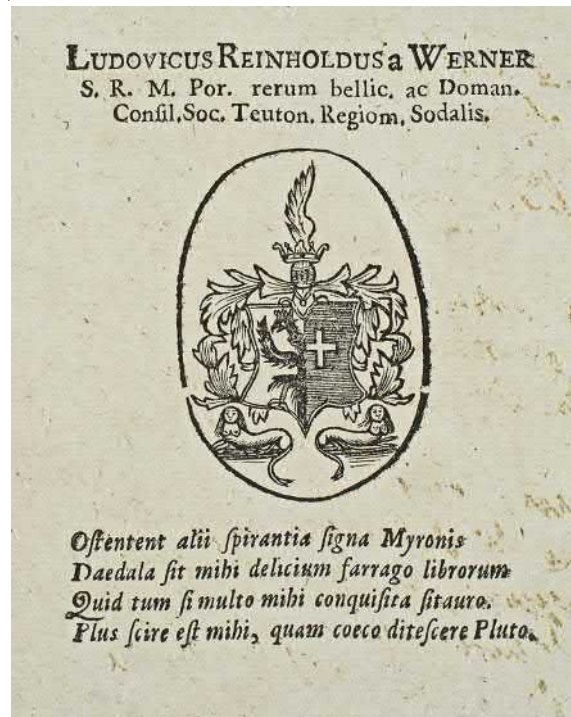 LUDOVICUS REINHOLDUS a WERNER
S. R. M. Por. rerum bellic. ac Doman.
Conſil. Soc. Teuton. Regiom. Sodalis.
Oſtentent alii ſpirantia ſigna Myronis
Daedala ſit mihi delicium farrago librorum
Quid tum ſi multo mihi conquiſita ſitauro.
Plus ſcire eſt mihi, quam coeco diteſcere Pluto.